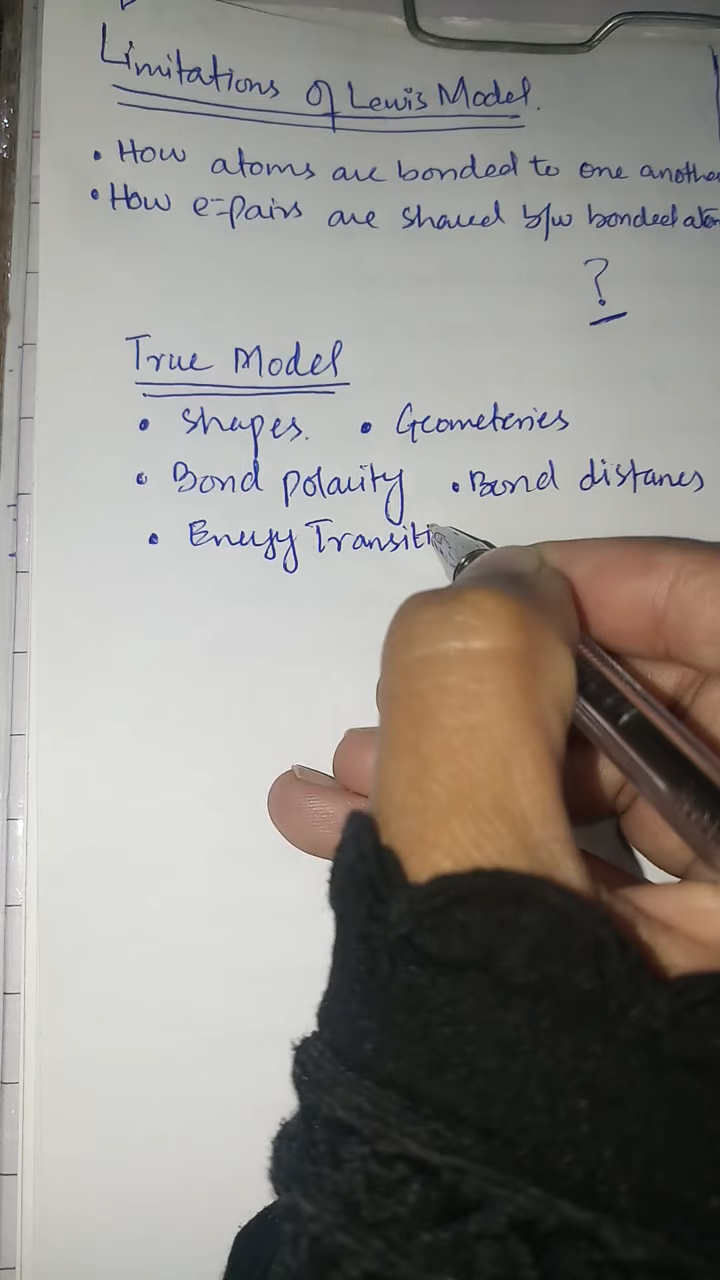 Limitations of Lewis Model.
• How atoms are bonded to one another
• How e- pairs are shared b/w bonded atom
?
True Model
• Shapes. • Geometeries
• Bond polarity • Bond distanes
• Energy Transiti